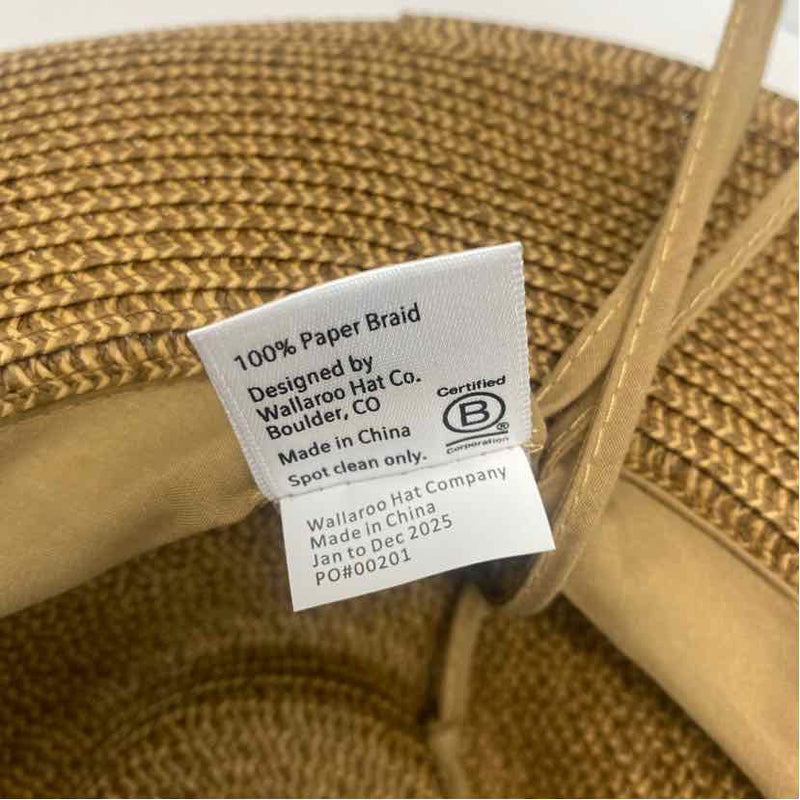 100% Paper Braid
Designed by
Wallaroo Hat Co.
Boulder, CO
Made in China
Spot clean only.
Certified
B
®
Corporation
Wallaroo Hat Company
Made in China
Jan to Dec 2025
PO#00201